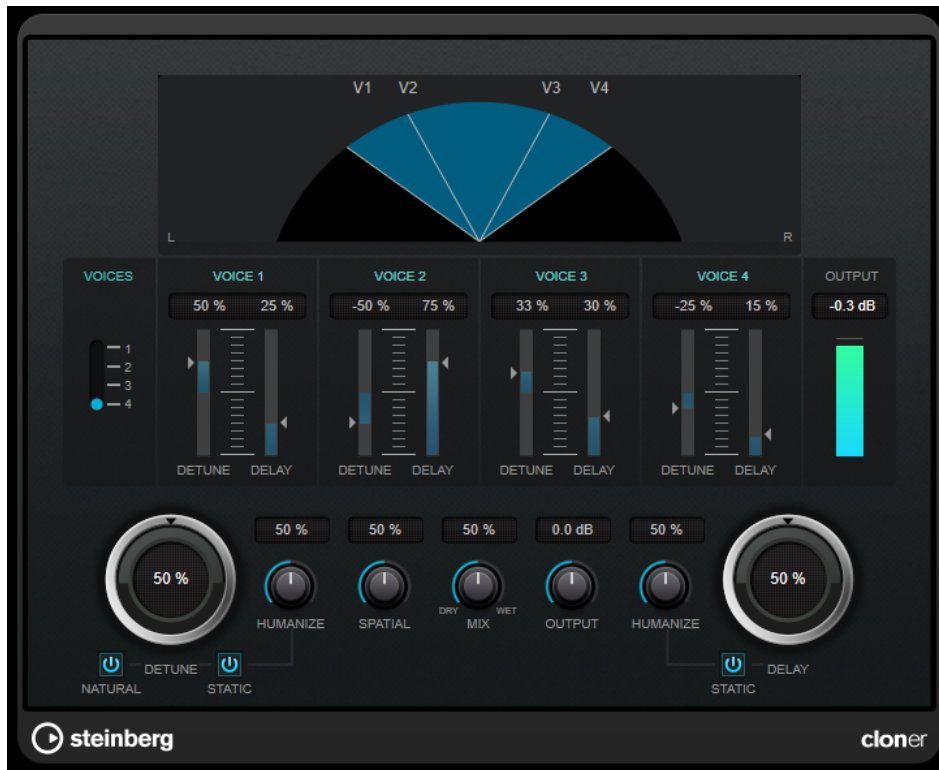 V1 V2 V3 V4
L R
VOICES VOICE 1 VOICE 2 VOICE 3 VOICE 4 OUTPUT
50 % 25 % -50 % 75 % 33 % 30 % -25 % 15 % -0.3 dB
1
2
3
4
DETUNE DELAY DETUNE DELAY DETUNE DELAY DETUNE DELAY
50 % 50 % 50 % 0.0 dB 50 %
50 % 50 %
DRY WET
HUMANIZE SPATIAL MIX OUTPUT HUMANIZE
DETUNE DELAY
NATURAL STATIC STATIC
steinberg cloner